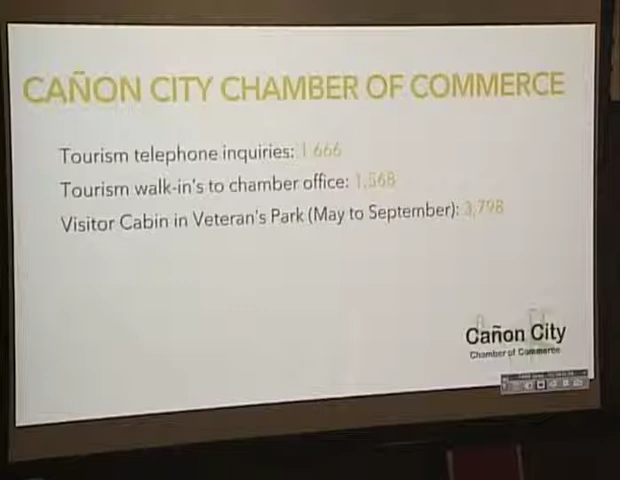 CAÑON CITY CHAMBER OF COMMERCE
Tourism telephone inquiries: 1 666
Tourism walk-in's to chamber office: 1,568
Visitor Cabin in Veteran's Park (May to September): 3,798
Cañon City
Chamber of Commerce